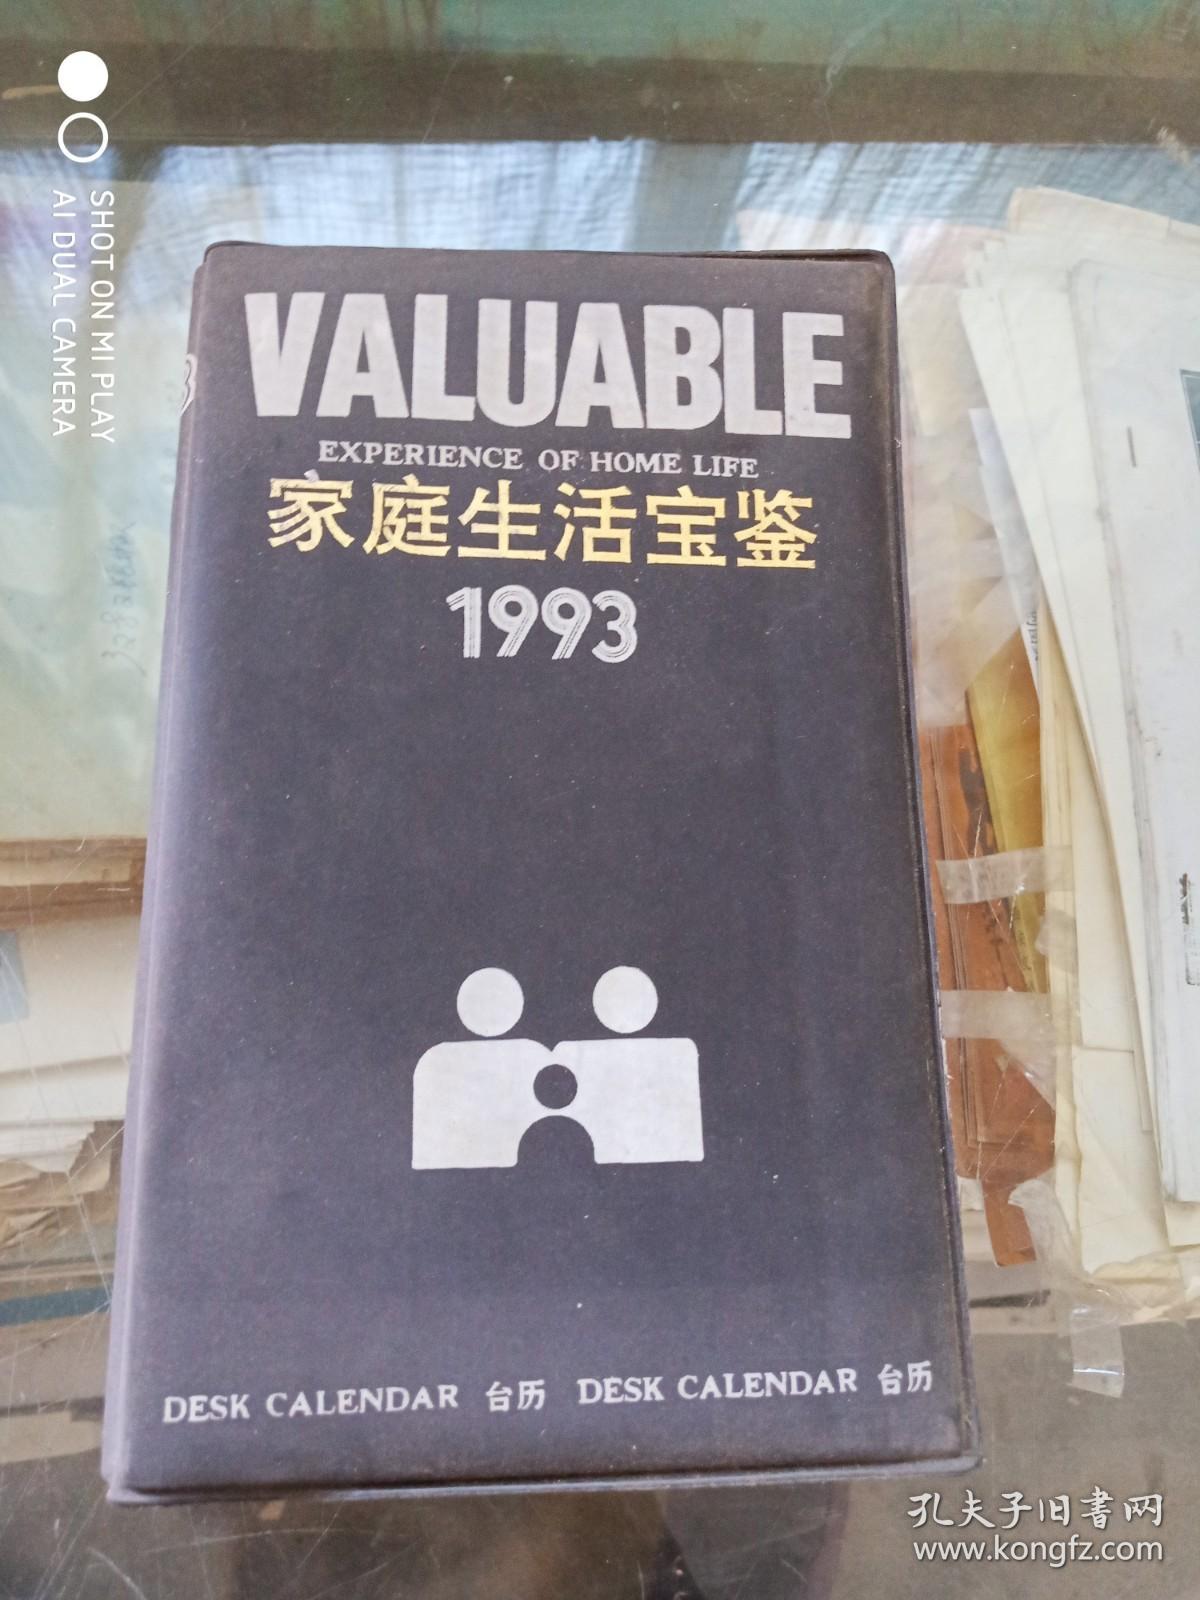 SHOT ON MI PLAY
AI DUAL CAMERA
VALUABLE
EXPERIENCE OF HOME LIFE
家庭生活宝鉴
1993
DESK CALENDAR 台历 DESK CALENDAR 台历
孔夫子旧书网
www.kongfz.com